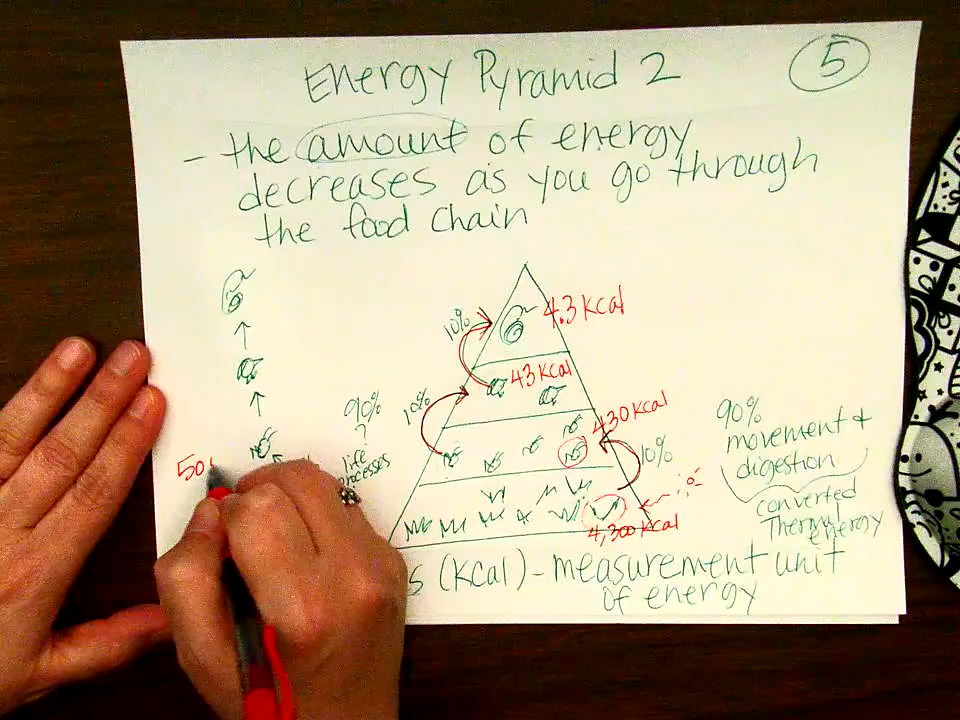 Energy Pyramid 2
5
- the amount of energy
decreases as you go through
the food chain
10%
4.3 kcal
43 kcal
10%
90%
?
life
processes
430 kcal
10%
90%
movement &
digestion
converted
Thermal energy
50
4,300 kcal
s (kcal) - measurement unit
of energy